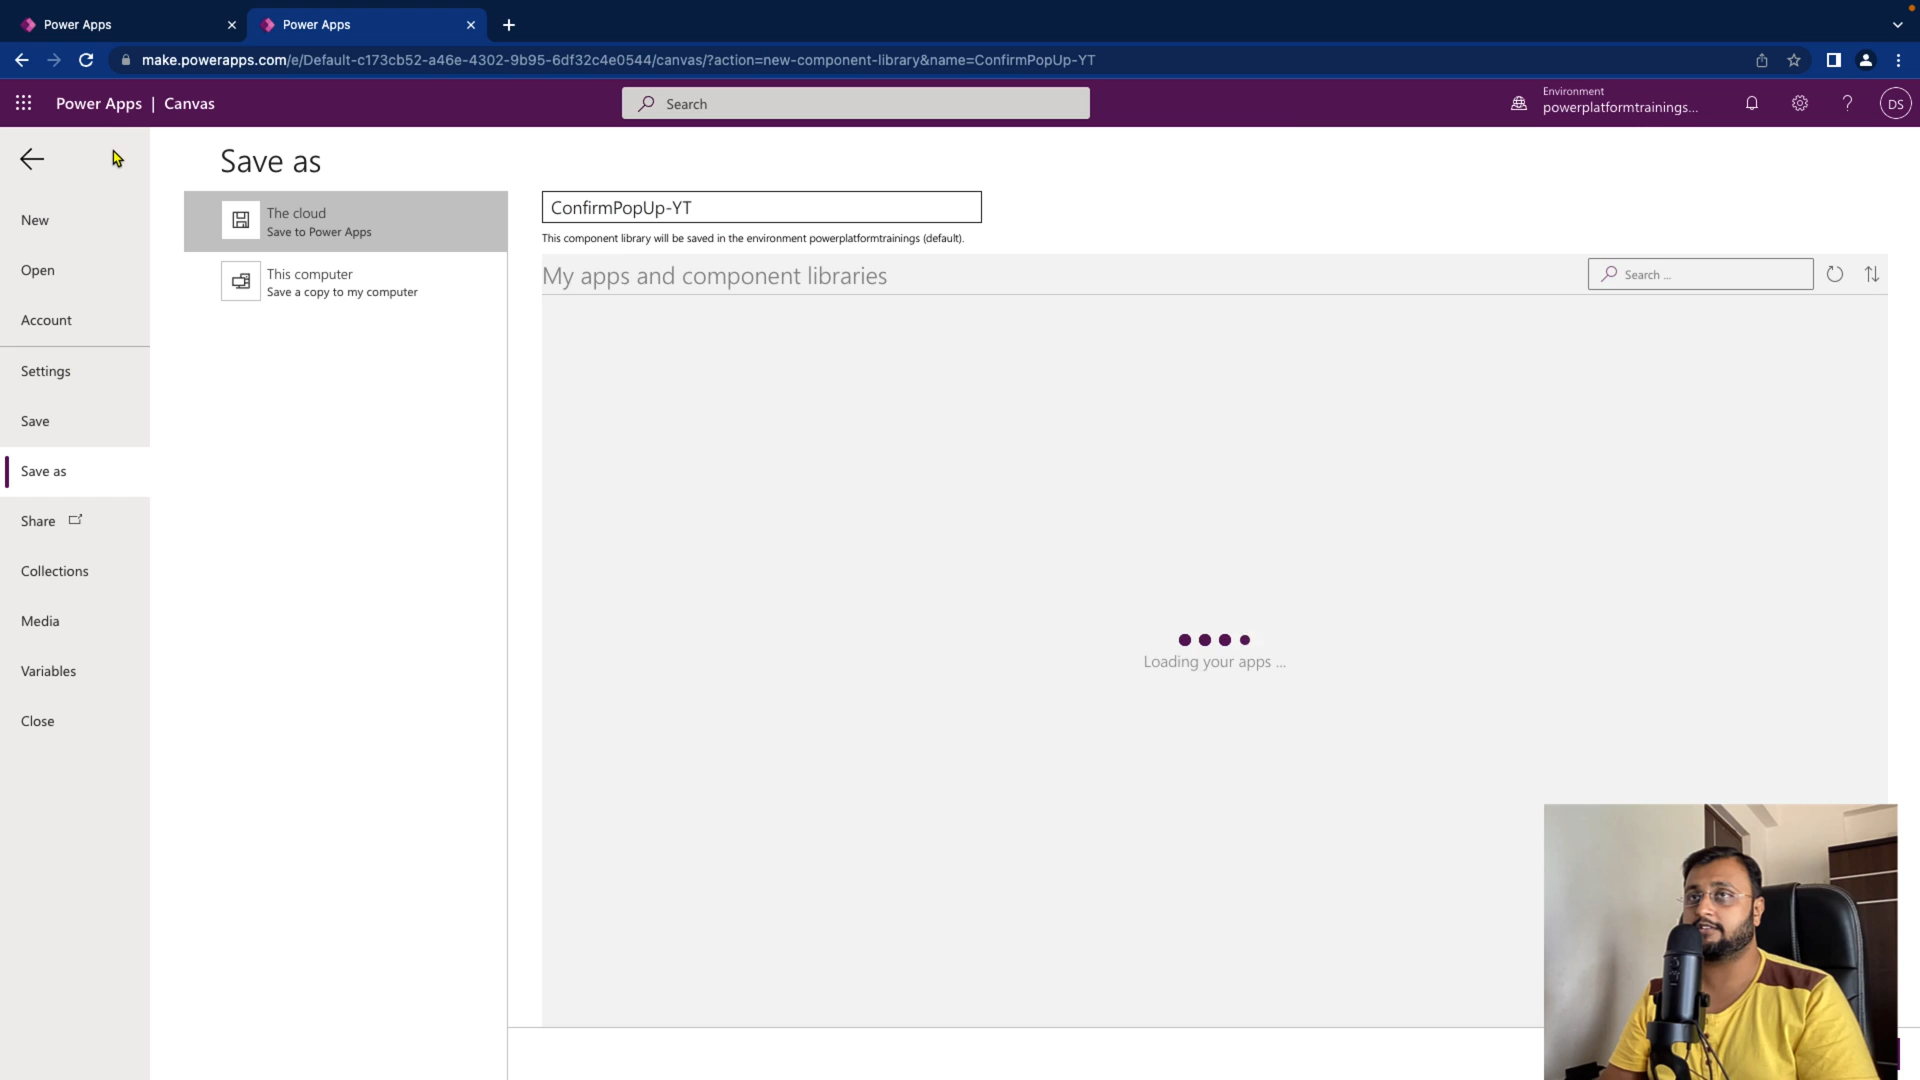 Power Apps
Power Apps
make.powerapps.com/e/Default-c173cb52-a46e-4302-9b95-6df32c4e0544/canvas/?action=new-component-library&name=ConfirmPopUp-YT
Power Apps | Canvas
Search
Environment
powerplatformtrainings...
DS
Save as
New
Open
Account
Settings
Save
Save as
Share
Collections
Media
Variables
Close
The cloud
Save to Power Apps
This computer
Save a copy to my computer
ConfirmPopUp-YT
This component library will be saved in the environment powerplatformtrainings (default).
My apps and component libraries
Search ...
Loading your apps ...